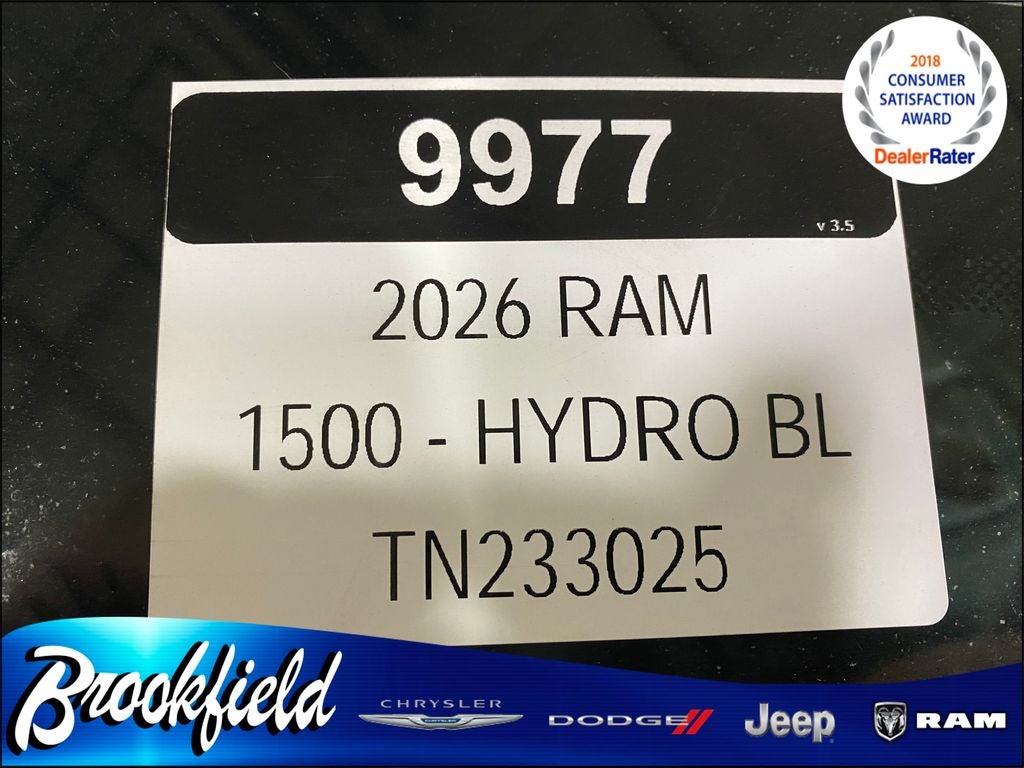 2018
CONSUMER
SATISFACTION
AWARD
DealerRater
9977
v 3.5
2026 RAM
1500 - HYDRO BL
TN233025
Brookfield
CHRYSLER
DODGE
Jeep
RAM